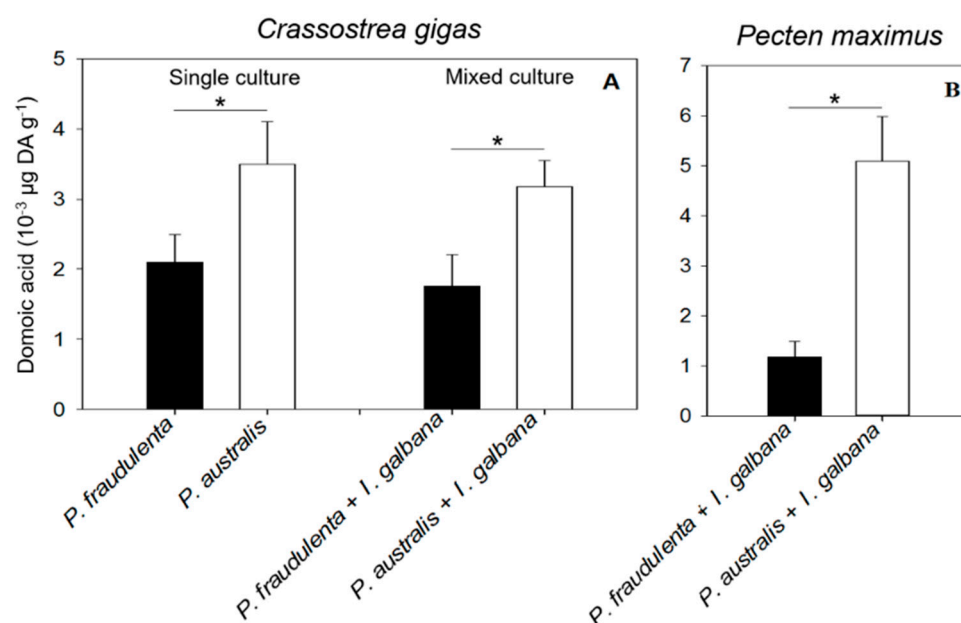 Crassostrea gigas
Single culture
Mixed culture
A
*
*
Domoic acid (10⁻³ µg DA g⁻¹)
5
4
3
2
1
0
P. fraudulenta
P. australis
P. fraudulenta + I . galbana
P. australis + I. galbana
Pecten maximus
B
*
7
6
5
4
3
2
1
0
P. fraudulenta + I. galbana
P. australis + I. galbana